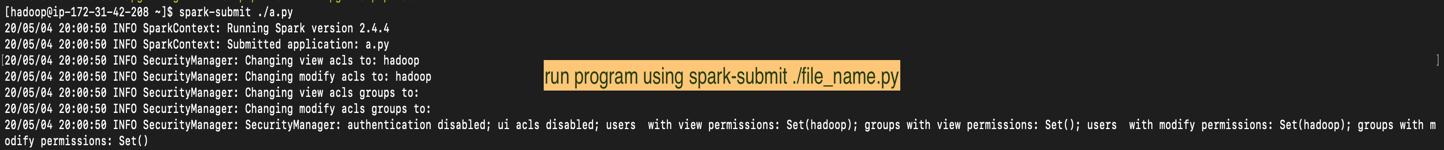 [hadoop@ip-172-31-42-208 ~]$ spark-submit ./a.py
20/05/04 20:00:50 INFO SparkContext: Running Spark version 2.4.4
20/05/04 20:00:50 INFO SparkContext: Submitted application: a.py
20/05/04 20:00:50 INFO SecurityManager: Changing view acls to: hadoop
20/05/04 20:00:50 INFO SecurityManager: Changing modify acls to: hadoop
run program using spark-submit ./file_name.py
20/05/04 20:00:50 INFO SecurityManager: Changing view acls groups to:
20/05/04 20:00:50 INFO SecurityManager: Changing modify acls groups to:
20/05/04 20:00:50 INFO SecurityManager: SecurityManager: authentication disabled; ui acls disabled; users  with view permissions: Set(hadoop); groups with view permissions: Set(); users  with modify permissions: Set(hadoop); groups with m
odify permissions: Set()